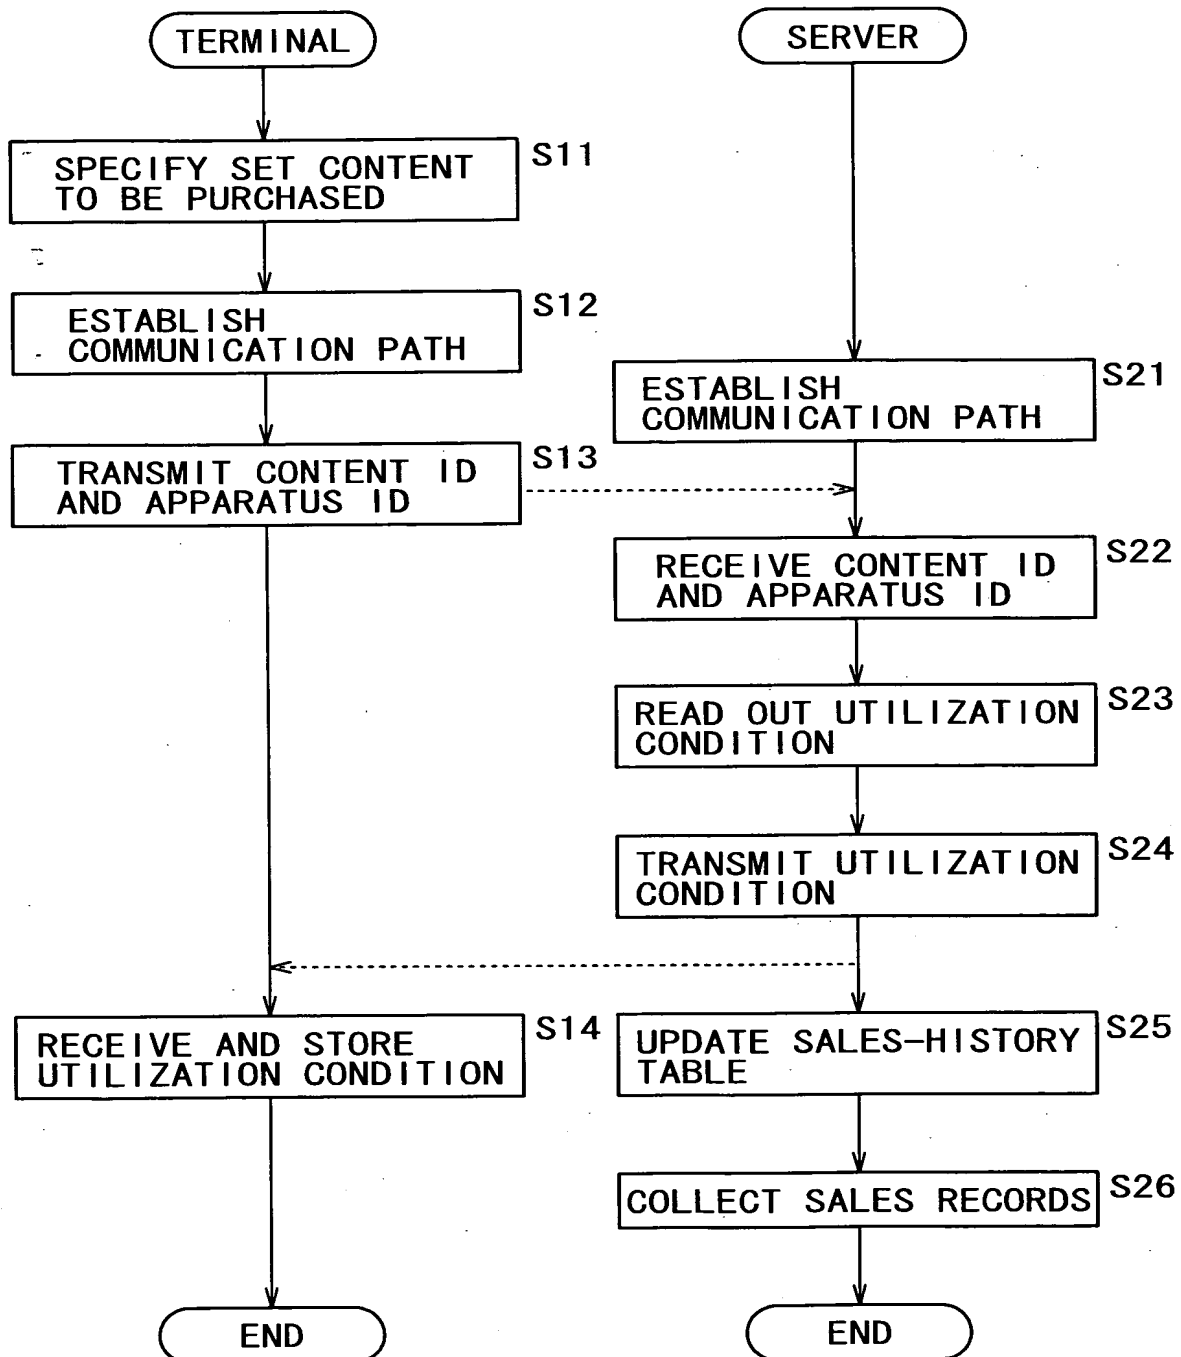 TERMINAL
SPECIFY SET CONTENT
TO BE PURCHASED
S11
ESTABLISH
COMMUNICATION PATH
S12
TRANSMIT CONTENT ID
AND APPARATUS ID
S13
RECEIVE AND STORE
UTILIZATION CONDITION
S14
END
SERVER
ESTABLISH
COMMUNICATION PATH
S21
RECEIVE CONTENT ID
AND APPARATUS ID
S22
READ OUT UTILIZATION
CONDITION
S23
TRANSMIT UTILIZATION
CONDITION
S24
UPDATE SALES-HISTORY
TABLE
S25
COLLECT SALES RECORDS
S26
END